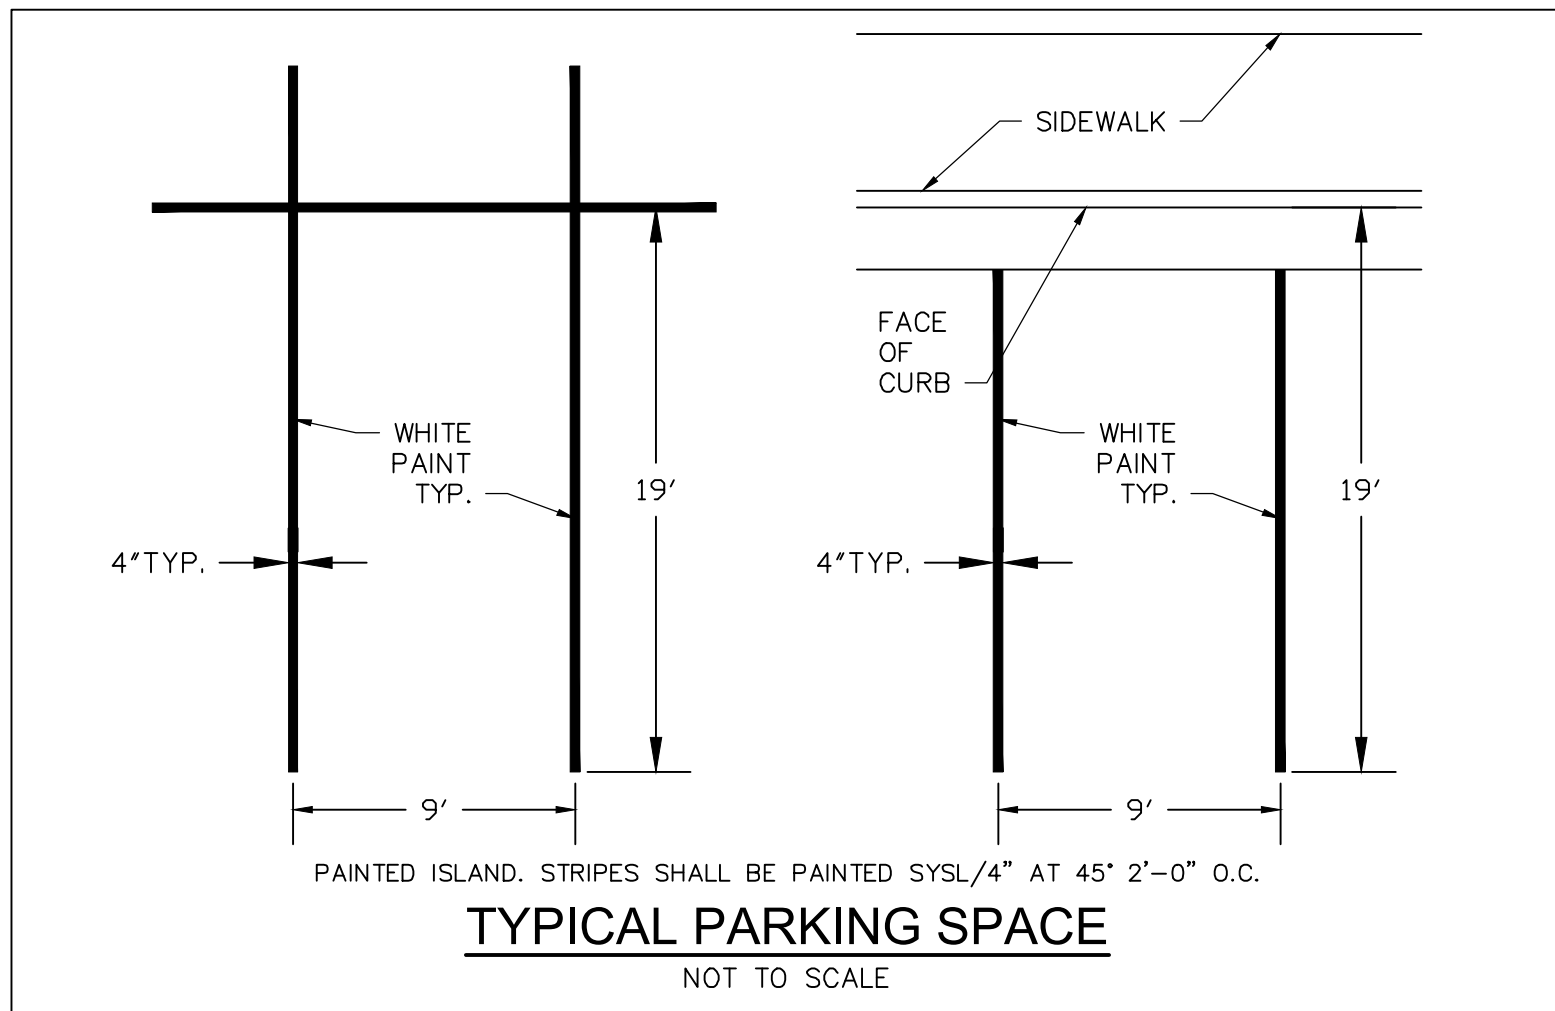 SIDEWALK
FACE
OF
CURB
WHITE
PAINT
TYP.
19′
4″TYP.
9′
WHITE
PAINT
TYP.
19′
4″TYP.
9′
PAINTED ISLAND. STRIPES SHALL BE PAINTED SYSL/4" AT 45° 2'-0" O.C.
TYPICAL PARKING SPACE
NOT TO SCALE